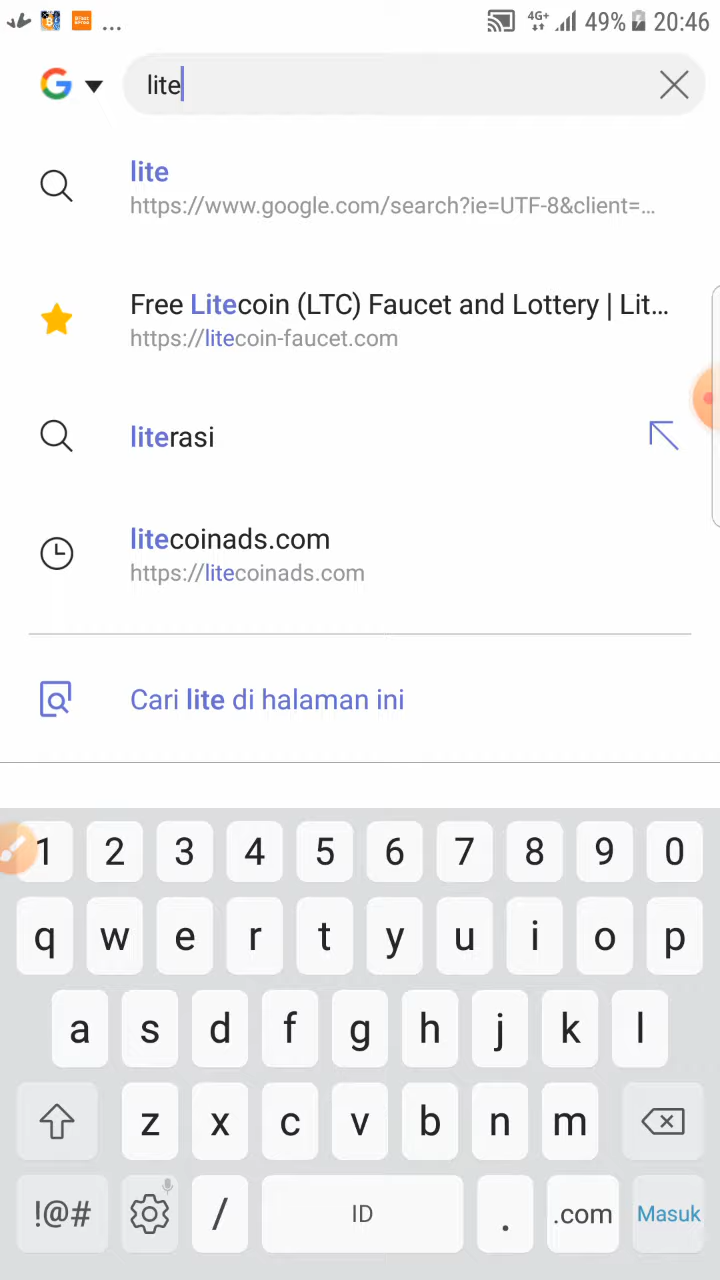 ... 4G+ 49% 20:46
lite
lite
https://www.google.com/search?ie=UTF-8&client=...
Free Litecoin (LTC) Faucet and Lottery | Lit...
https://litecoin-faucet.com
literasi
litecoinads.com
https://litecoinads.com
Cari lite di halaman ini
1 2 3 4 5 6 7 8 9 0
q w e r t y u i o p
a s d f g h j k l
z x c v b n m
!@# / ID . .com Masuk